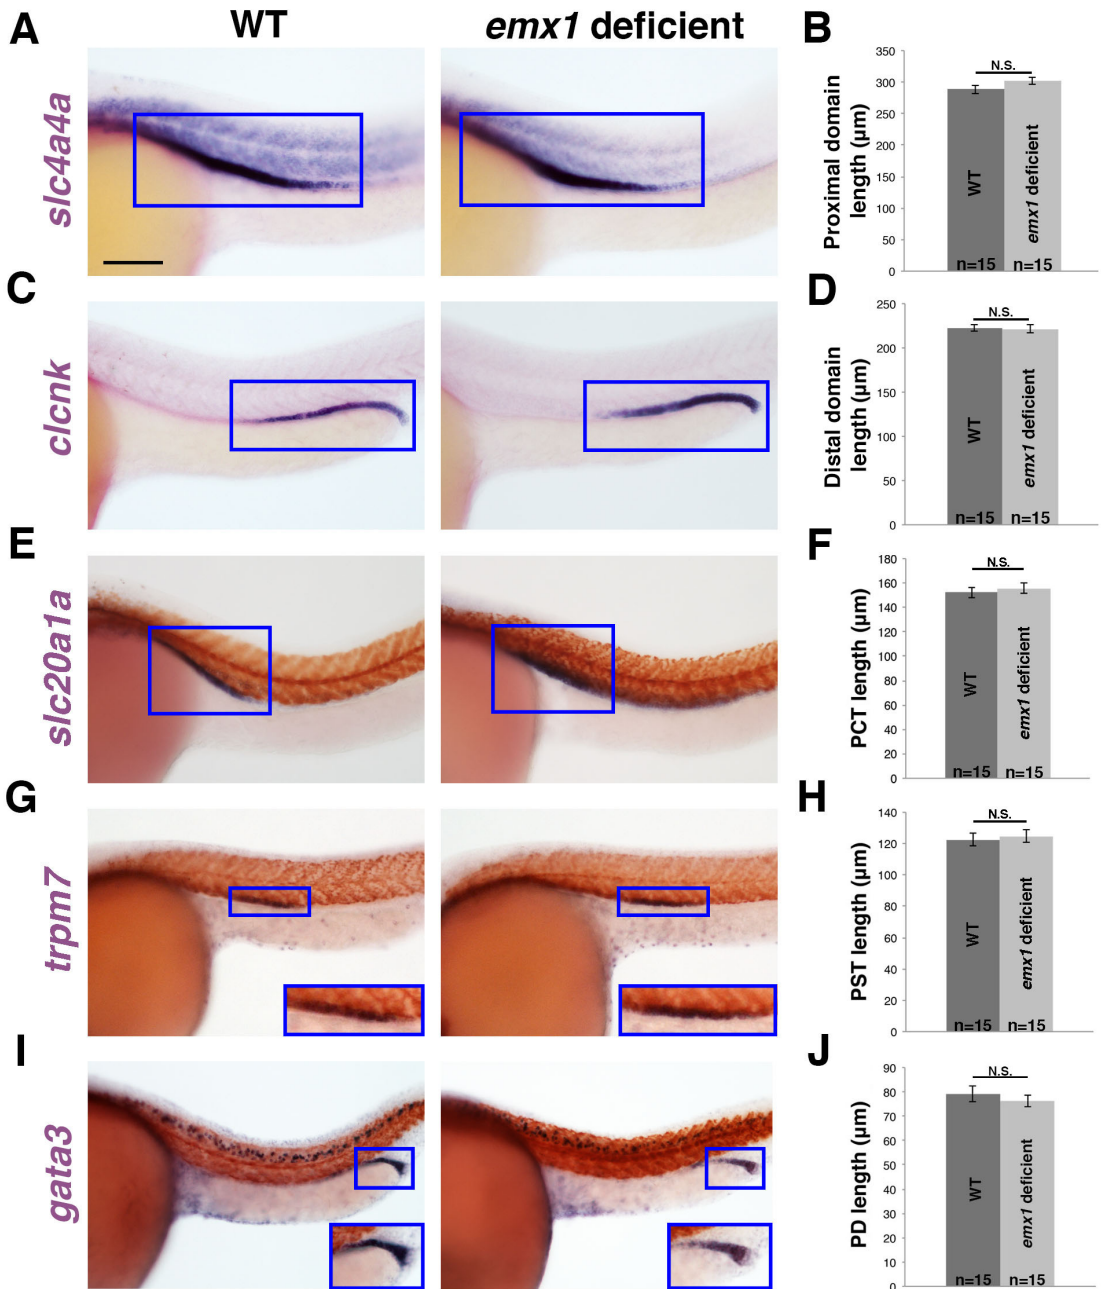 WT
emx1 deficient
A
slc4a4a
B
Proximal domain
length (µm)
350
300
250
200
150
100
50
0
N.S.
WT
emx1 deficient
n=15
n=15
C
clcnk
D
Distal domain
length (µm)
250
200
150
100
50
0
N.S.
WT
emx1 deficient
n=15
n=15
E
slc20a1a
F
PCT length (µm)
180
160
140
120
100
80
60
40
20
0
N.S.
WT
emx1 deficient
n=15
n=15
G
trpm7
H
PST length (µm)
140
120
100
80
60
40
20
0
N.S.
WT
emx1 deficient
n=15
n=15
I
gata3
J
PD length (µm)
90
80
70
60
50
40
30
20
10
0
N.S.
WT
emx1 deficient
n=15
n=15